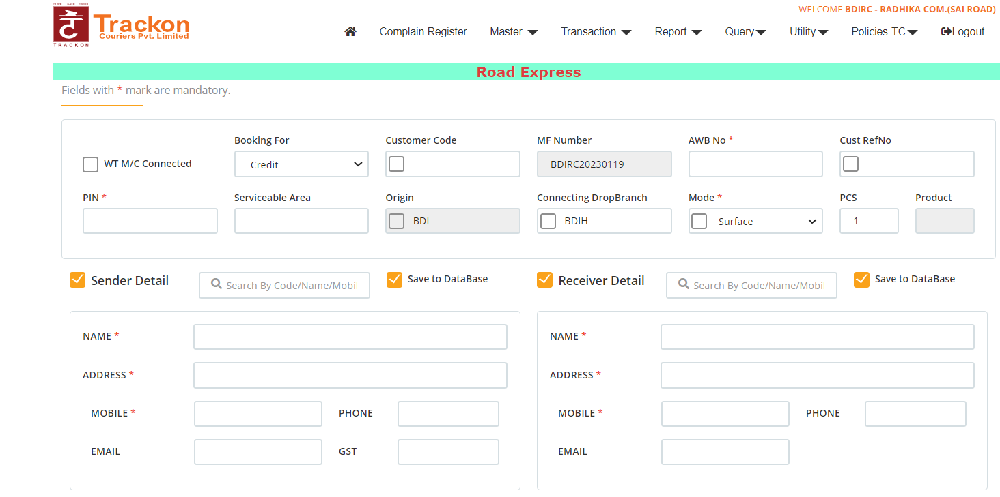 SURE SAFE SWIFT
TRACKON
Trackon
Couriers Pvt. Limited
WELCOME BDIRC - RADHIKA COM.(SAI ROAD)
Complain Register Master Transaction Report Query Utility Policies-TC Logout
Road Express
Fields with * mark are mandatory.
Booking For Customer Code MF Number AWB No * Cust RefNo
WT M/C Connected Credit BDIRC20230119
PIN * Serviceable Area Origin Connecting DropBranch Mode * PCS Product
BDI BDIH Surface 1
Sender Detail Search By Code/Name/Mobi Save to DataBase Receiver Detail Search By Code/Name/Mobi Save to DataBase
NAME * NAME *
ADDRESS * ADDRESS *
MOBILE * PHONE MOBILE * PHONE
EMAIL GST EMAIL